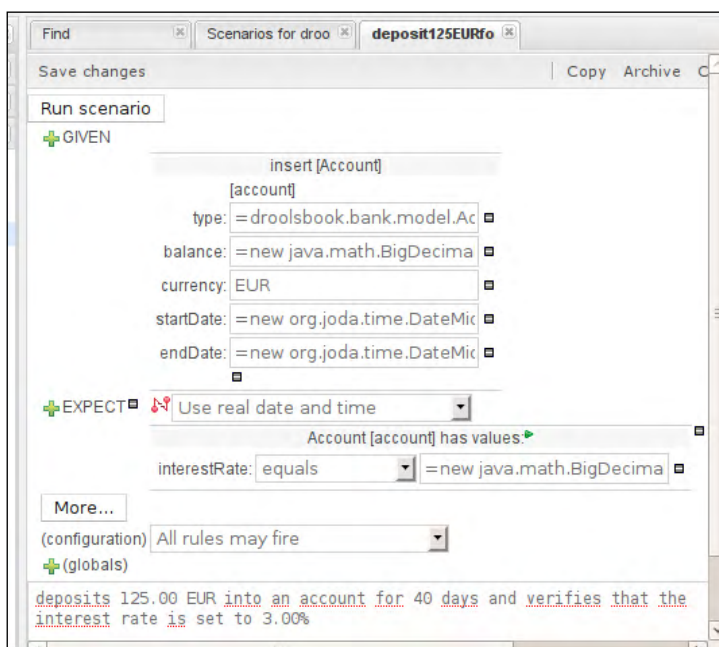 Find
Scenarios for droo
deposit125EURfo
Save changes
Copy Archive C
Run scenario
GIVEN
insert [Account]
[account]
type: =droolsbook.bank.model.Ac
balance: =new java.math.BigDecima
currency: EUR
startDate: =new org.joda.time.DateMic
endDate: =new org.joda.time.DateMic
EXPECT Use real date and time
Account [account] has values:
interestRate: equals =new java.math.BigDecima
More...
(configuration) All rules may fire
(globals)
deposits 125.00 EUR into an account for 40 days and verifies that the
interest rate is set to 3.00%